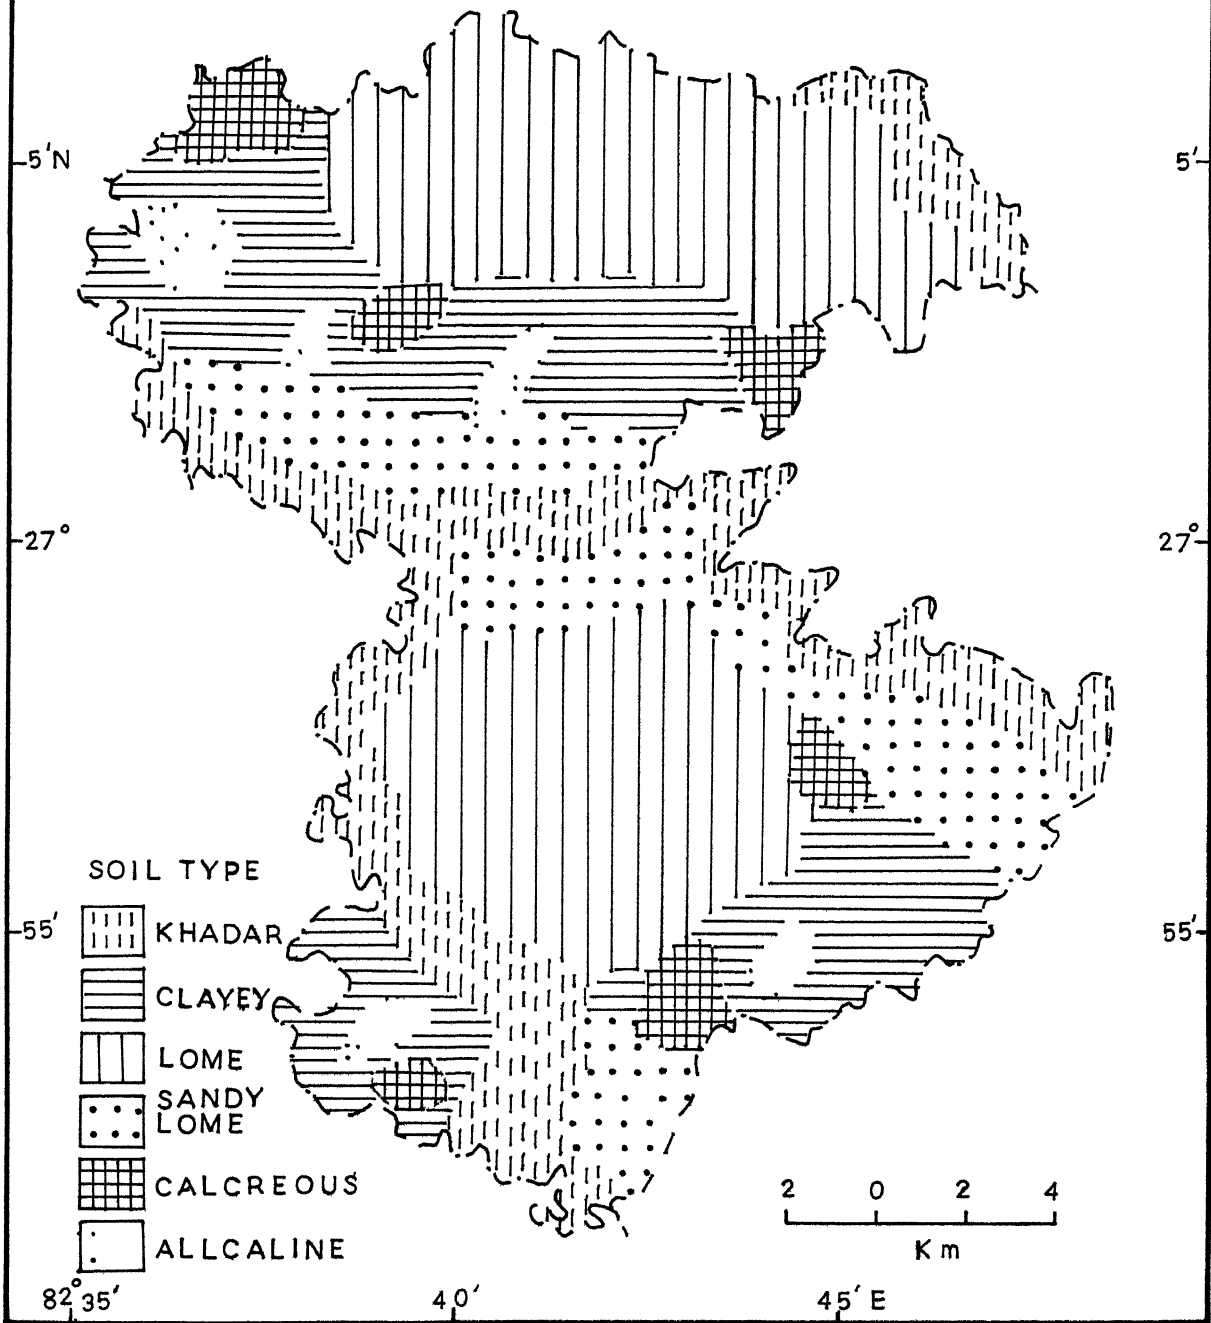 5'N
5'
27°
27°
SOIL TYPE
KHADAR
55'
55'
CLAYEY
LOME
SANDY
LOME
CALCREOUS
2 0 2 4
ALLCALINE
Km
82° 35' 40' 45' E